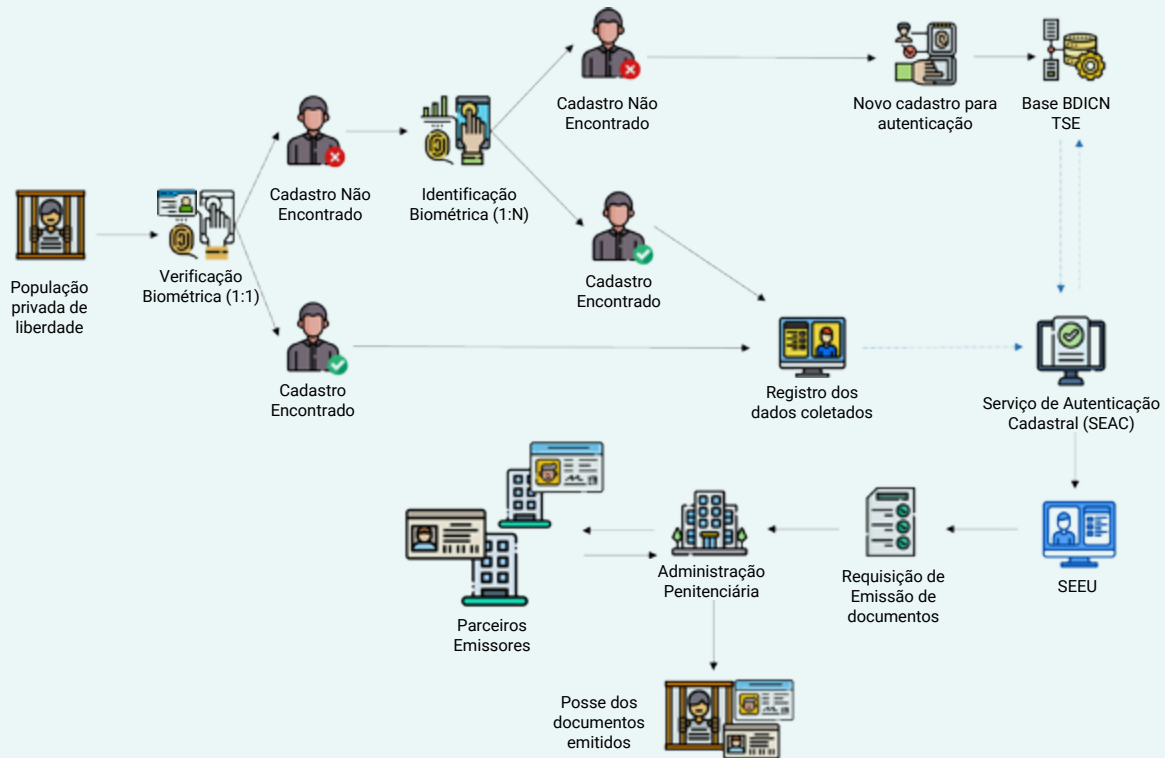 Cadastro Não
Encontrado
Novo cadastro para
autenticação
Base BDICN
TSE
Cadastro Não
Encontrado
Identificação
Biométrica (1:N)
População
privada de
liberdade
Verificação
Biométrica (1:1)
Cadastro
Encontrado
Cadastro
Encontrado
Registro dos
dados coletados
Serviço de Autenticação
Cadastral (SEAC)
SEEU
Requisição de
Emissão de
documentos
Administração
Penitenciária
Parceiros
Emissores
Posse dos
documentos
emitidos